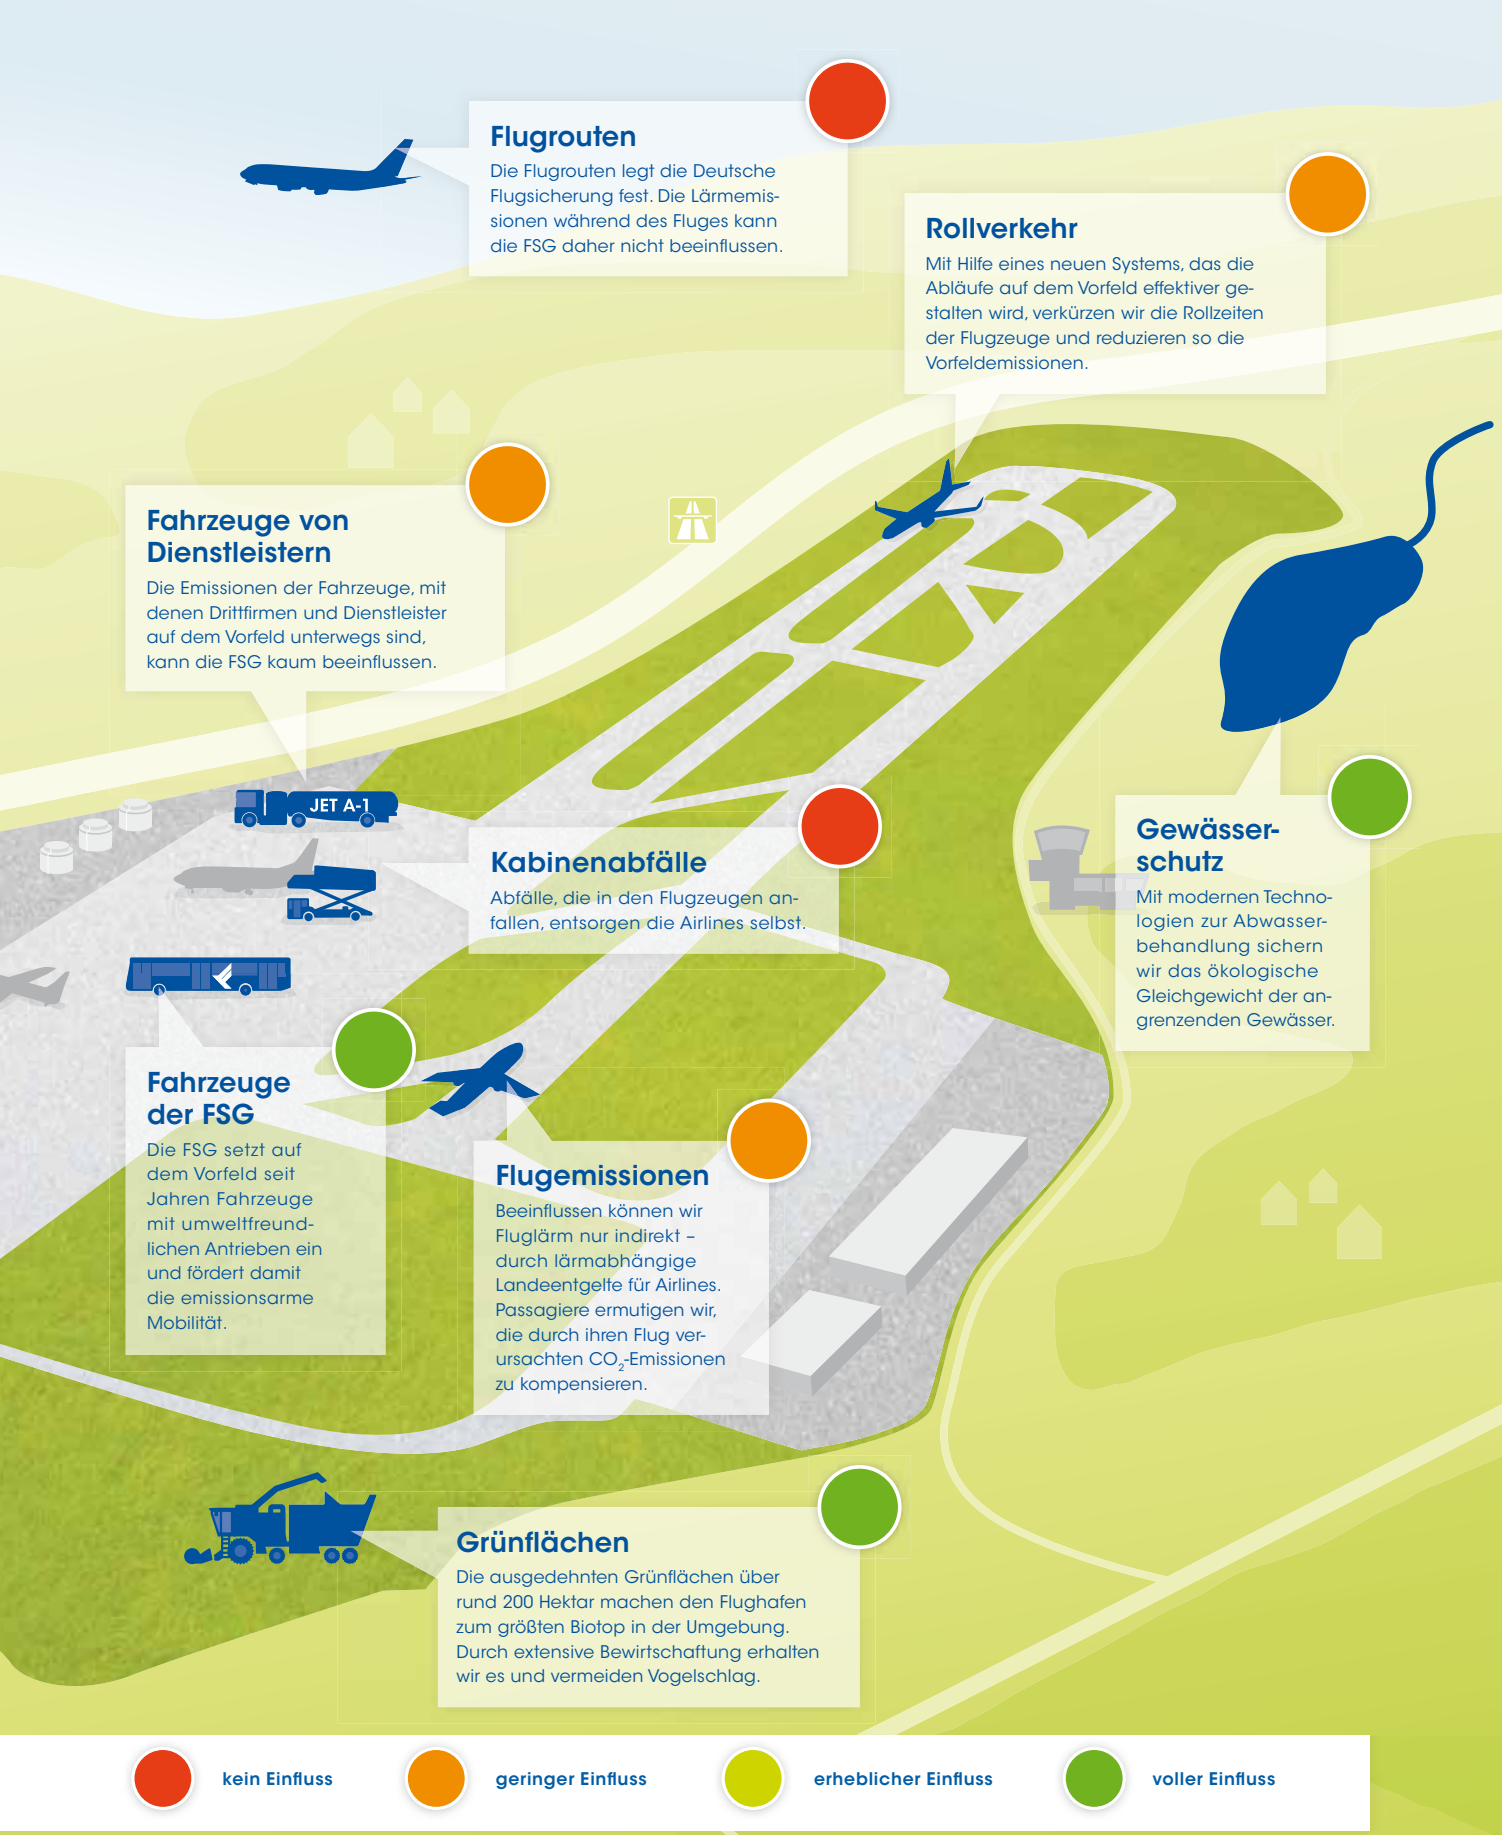 Flugrouten
Die Flugrouten legt die Deutsche
Flugsicherung fest. Die Lärmemis-
sionen während des Fluges kann
die FSG daher nicht beeinflussen.
Rollverkehr
Mit Hilfe eines neuen Systems, das die
Abläufe auf dem Vorfeld effektiver ge-
stalten wird, verkürzen wir die Rollzeiten
der Flugzeuge und reduzieren so die
Vorfeldemissionen.
Fahrzeuge von
Dienstleistern
Die Emissionen der Fahrzeuge, mit
denen Drittfirmen und Dienstleister
auf dem Vorfeld unterwegs sind,
kann die FSG kaum beeinflussen.
JET A-1
Kabinenabfälle
Abfälle, die in den Flugzeugen an-
fallen, entsorgen die Airlines selbst.
Gewässer-
schutz
Mit modernen Techno-
logien zur Abwasser-
behandlung sichern
wir das ökologische
Gleichgewicht der an-
grenzenden Gewässer.
Fahrzeuge
der FSG
Die FSG setzt auf
dem Vorfeld seit
Jahren Fahrzeuge
mit umweltfreund-
lichen Antrieben ein
und fördert damit
die emissionsarme
Mobilität.
Flugemissionen
Beeinflussen können wir
Fluglärm nur indirekt –
durch lärmabhängige
Landeentgelte für Airlines.
Passagiere ermutigen wir,
die durch ihren Flug ver-
ursachten CO2-Emissionen
zu kompensieren.
Grünflächen
Die ausgedehnten Grünflächen über
rund 200 Hektar machen den Flughafen
zum größten Biotop in der Umgebung.
Durch extensive Bewirtschaftung erhalten
wir es und vermeiden Vogelschlag.
kein Einfluss
geringer Einfluss
erheblicher Einfluss
voller Einfluss